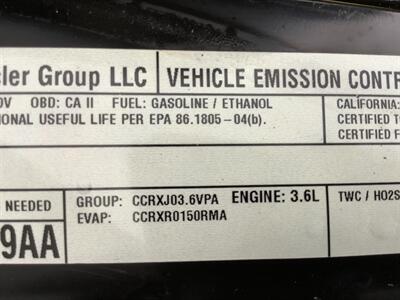 ler Group LLC VEHICLE EMISSION CONTR
OBD: CA II FUEL: GASOLINE / ETHANOL CALIFORNIA:
ONAL USEFUL LIFE PER EPA 86.1805-04(b). CERTIFIED TO
CERTIFIED F
NEEDED GROUP: CCRXJ03.6VPA ENGINE: 3.6L TWC / HO2S
9AA EVAP: CCRXR0150RMA